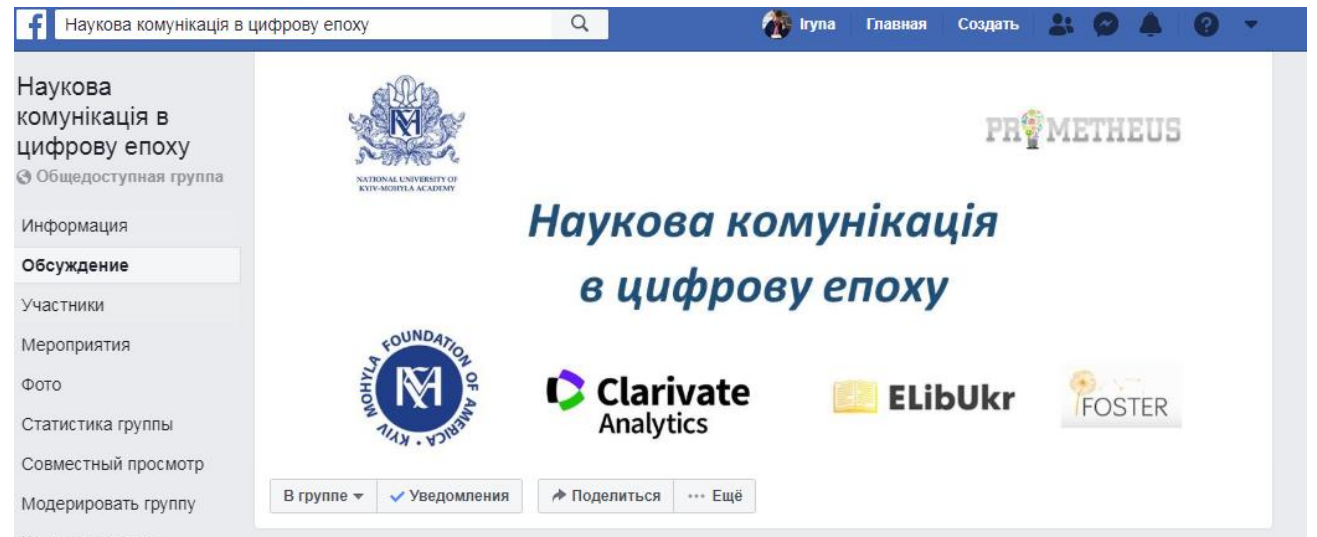 Наукова комунікація в цифрову епоху
Iryna
Главная
Создать
Наукова
комунікація в
цифрову епоху
Общедоступная группа
Информация
Обсуждение
Участники
Мероприятия
Фото
Статистика группы
Совместный просмотр
Модерировать группу
NATIONAL UNIVERSITY OF
KYIV-MOHYLA ACADEMY
PROMETHEUS
Наукова комунікація
в цифрову епоху
KYIV MOHYLA FOUNDATION OF AMERICA
Clarivate
Analytics
ELibUkr
FOSTER
В группе
Уведомления
Поделиться
Ещё